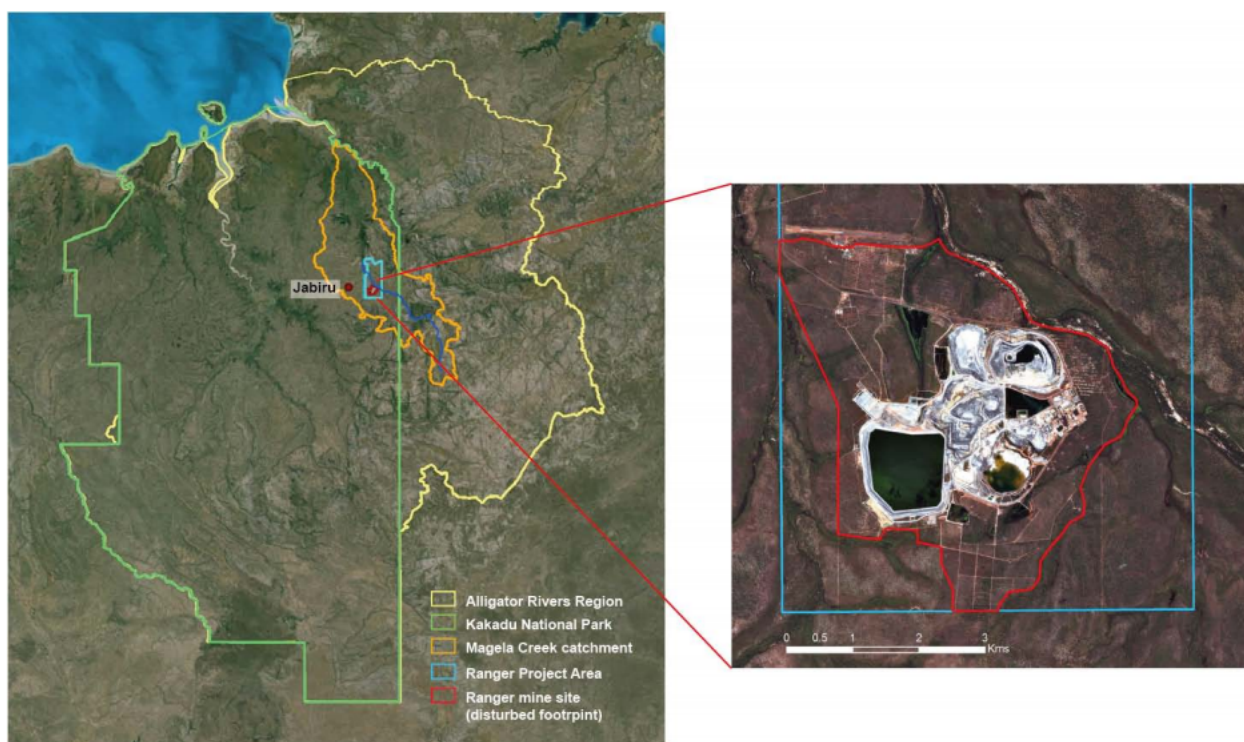 Jabiru
Alligator Rivers Region
Kakadu National Park
Magela Creek catchment
Ranger Project Area
Ranger mine site
(disturbed footrpint)
0 0.5 1 2 3
Kms